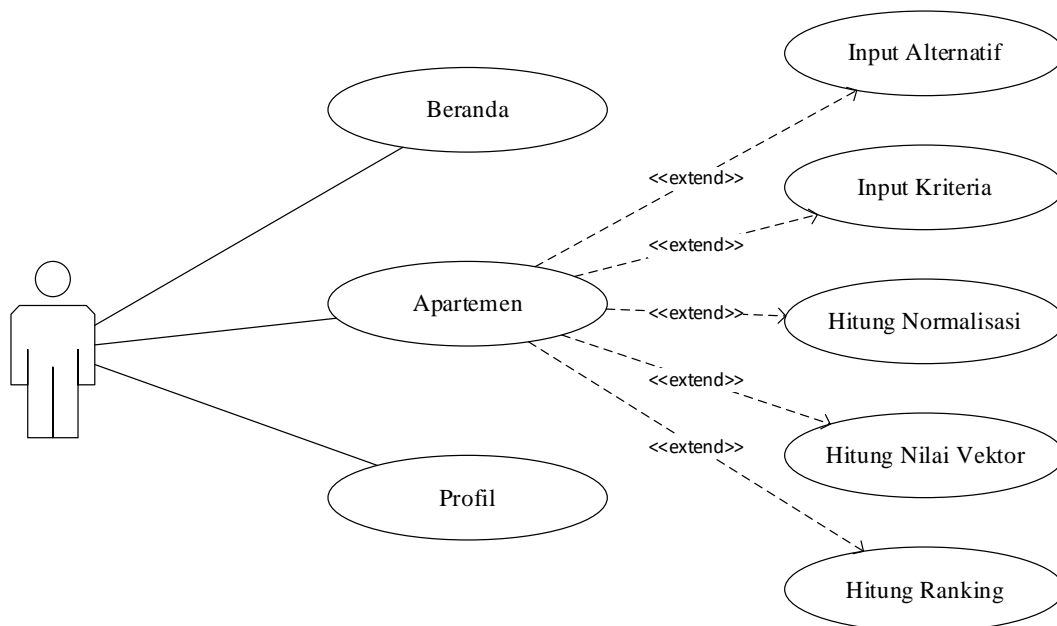 Input Alternatif
Beranda
<<extend>>
Input Kriteria
<<extend>>
Apartemen
<<extend>>
Hitung Normalisasi
<<extend>>
<<extend>>
Hitung Nilai Vektor
Profil
Hitung Ranking